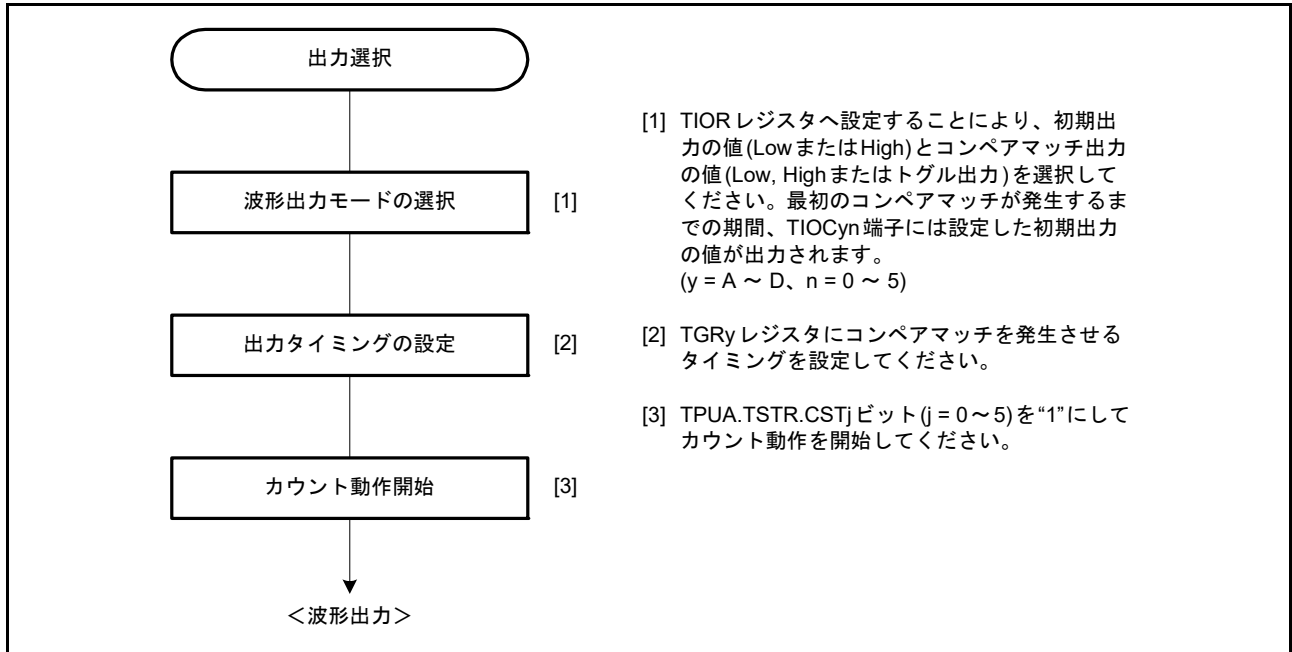 出力選択
波形出力モードの選択
[1]
出力タイミングの設定
[2]
カウント動作開始
[3]
＜波形出力＞
[1] TIORレジスタへ設定することにより、初期出
力の値(LowまたはHigh)とコンペアマッチ出力
の値(Low, Highまたはトグル出力)を選択して
ください。最初のコンペアマッチが発生するま
での期間、TIOCyn端子には設定した初期出力
の値が出力されます。
(y = A ～ D、n = 0 ～ 5)
[2] TGRyレジスタにコンペアマッチを発生させる
タイミングを設定してください。
[3] TPUA.TSTR.CSTjビット(j = 0～5)を“1”にして
カウント動作を開始してください。